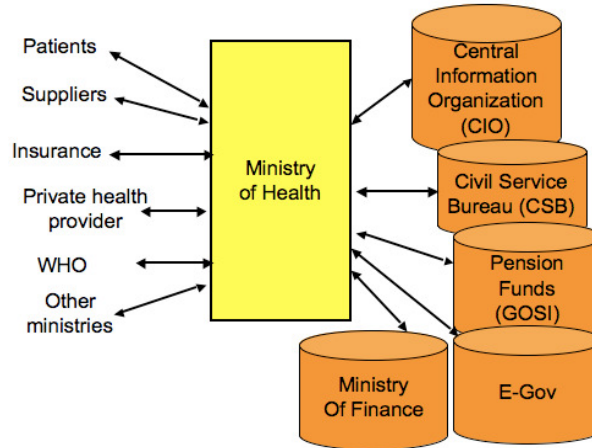 Patients
Suppliers
Insurance
Private health
provider
WHO
Other
ministries
Ministry
of Health
Central
Information
Organization
(CIO)
Civil Service
Bureau (CSB)
Pension
Funds
(GOSI)
Ministry
Of Finance
E-Gov